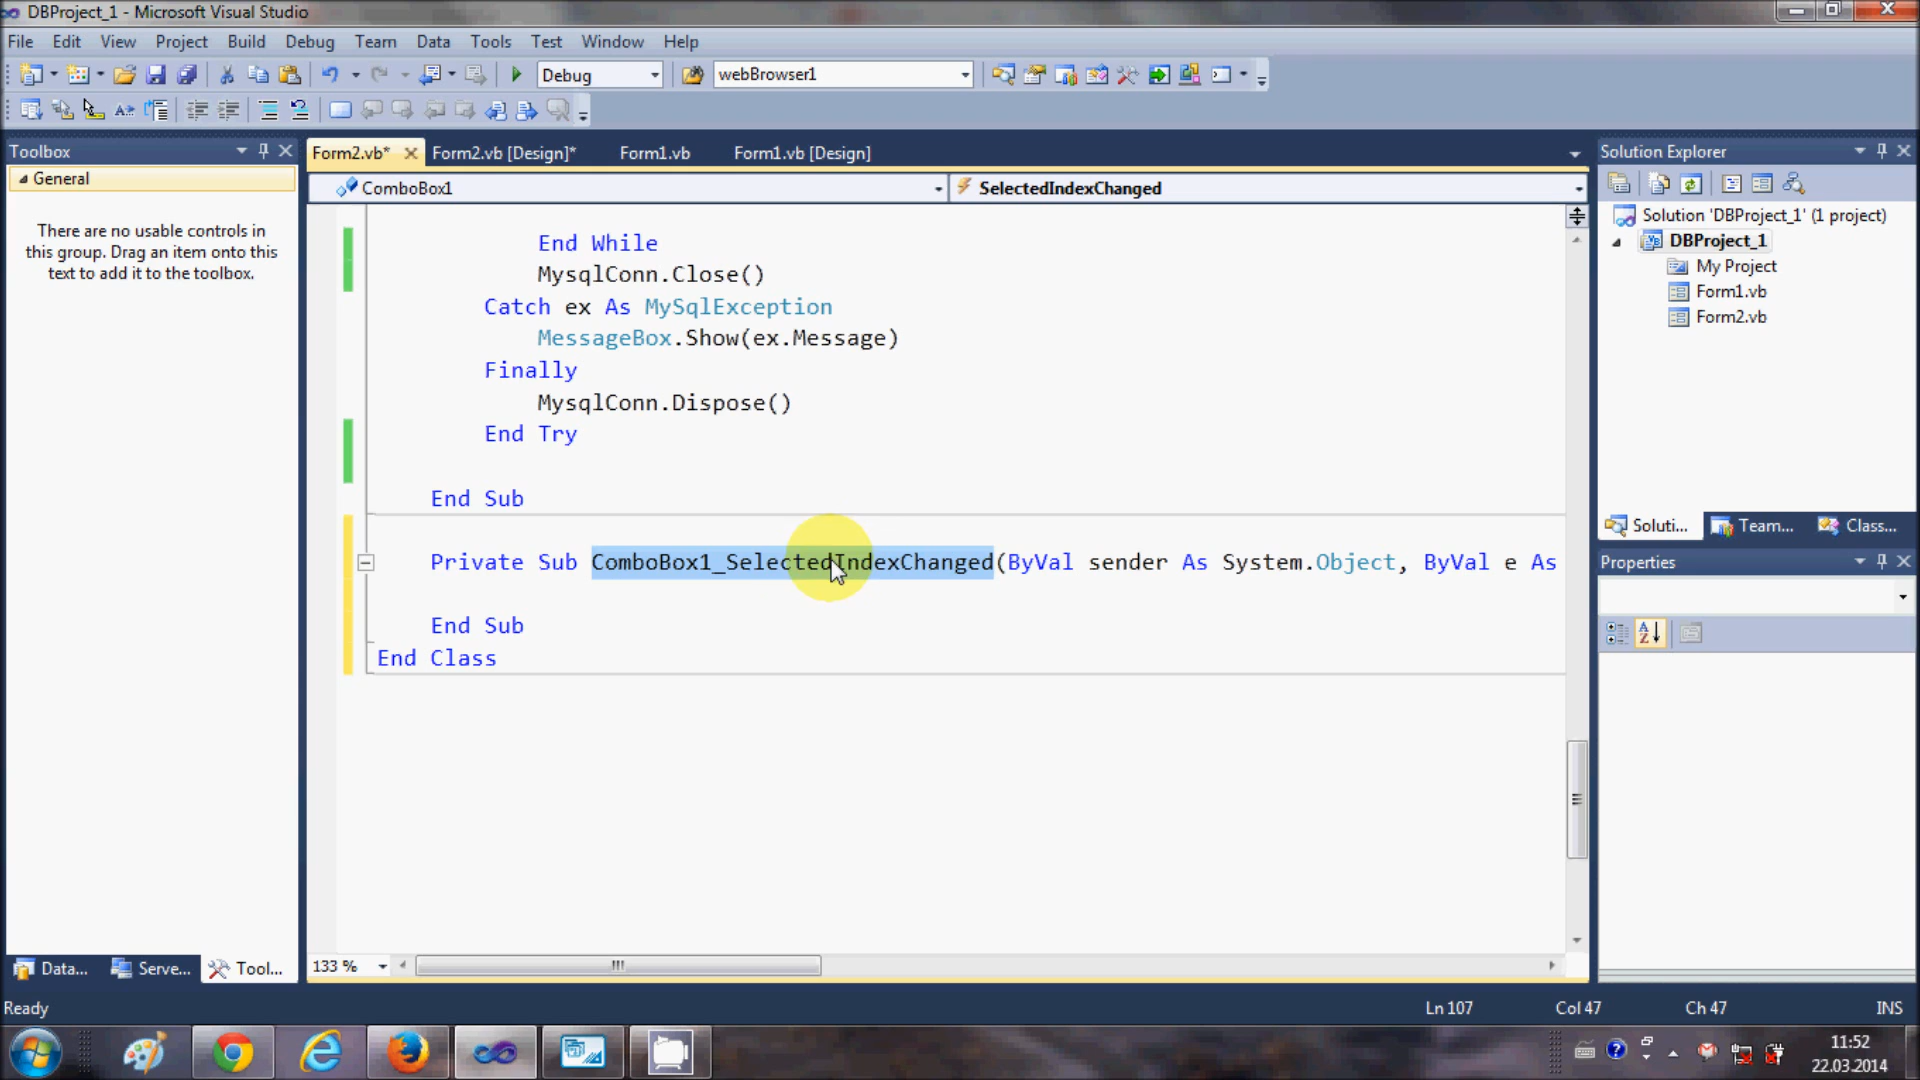 DBProject_1 - Microsoft Visual Studio
File Edit View Project Build Debug Team Data Tools Test Window Help
Debug webBrowser1
Toolbox
General
There are no usable controls in
this group. Drag an item onto this
text to add it to the toolbox.
Form2.vb* Form2.vb [Design]* Form1.vb Form1.vb [Design]
ComboBox1 SelectedIndexChanged
End While
MysqlConn.Close()
Catch ex As MySqlException
MessageBox.Show(ex.Message)
Finally
MysqlConn.Dispose()
End Try
End Sub
Private Sub ComboBox1_SelectedIndexChanged(ByVal sender As System.Object, ByVal e As
End Sub
End Class
133 %
Data... Serve... Tool...
Solution Explorer
Solution 'DBProject_1' (1 project)
DBProject_1
My Project
Form1.vb
Form2.vb
Soluti... Team... Class...
Properties
Ready Ln 107 Col 47 Ch 47 INS
11:52
22.03.2014